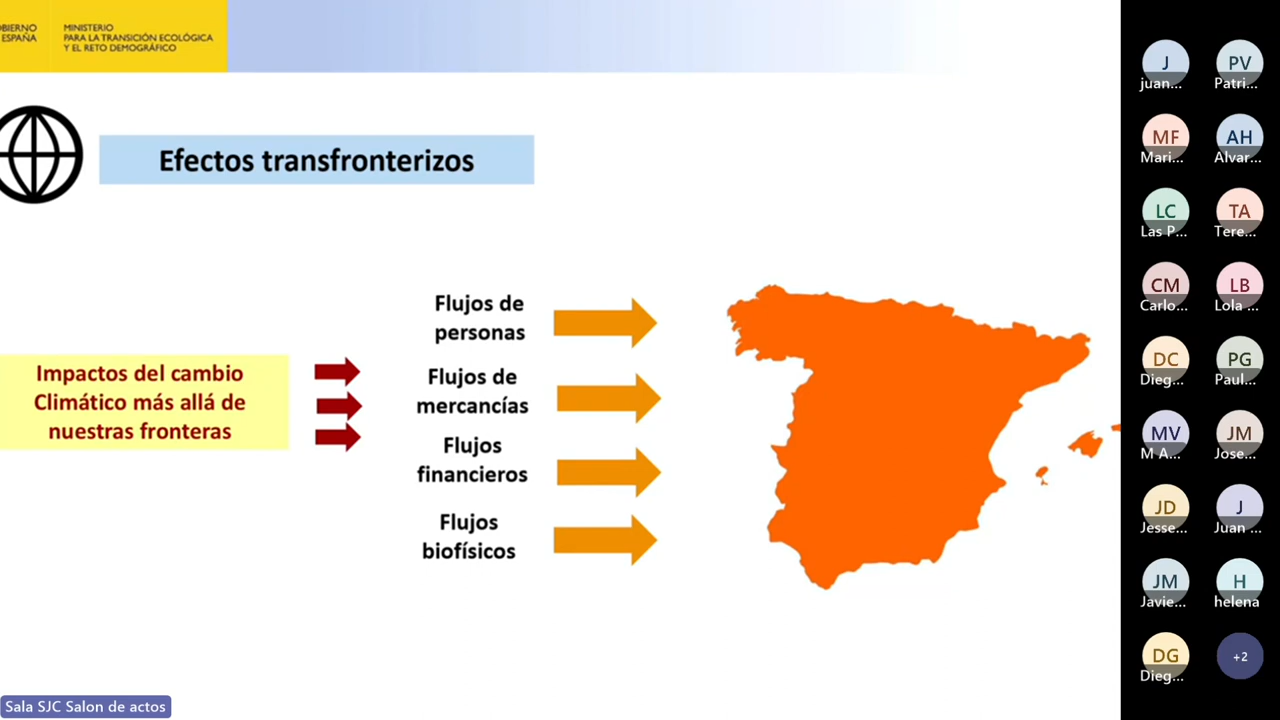 OBIERNO
ESPAÑA
MINISTERIO
PARA LA TRANSICIÓN ECOLÓGICA
Y EL RETO DEMOGRÁFICO
Efectos transfronterizos
Impactos del cambio
Climático más allá de
nuestras fronteras
Flujos de
personas
Flujos de
mercancías
Flujos
financieros
Flujos
biofísicos
Sala SJC Salon de actos
J
juan...
PV
Patri...
MF
Mari...
AH
Alvar...
LC
Las P...
TA
Tere...
CM
Carlo...
LB
Lola ...
DC
Dieg...
PG
Paul...
MV
M A...
JM
Jose...
JD
Jesse...
J
Juan ...
JM
Javie...
H
helena
DG
Dieg...
+2